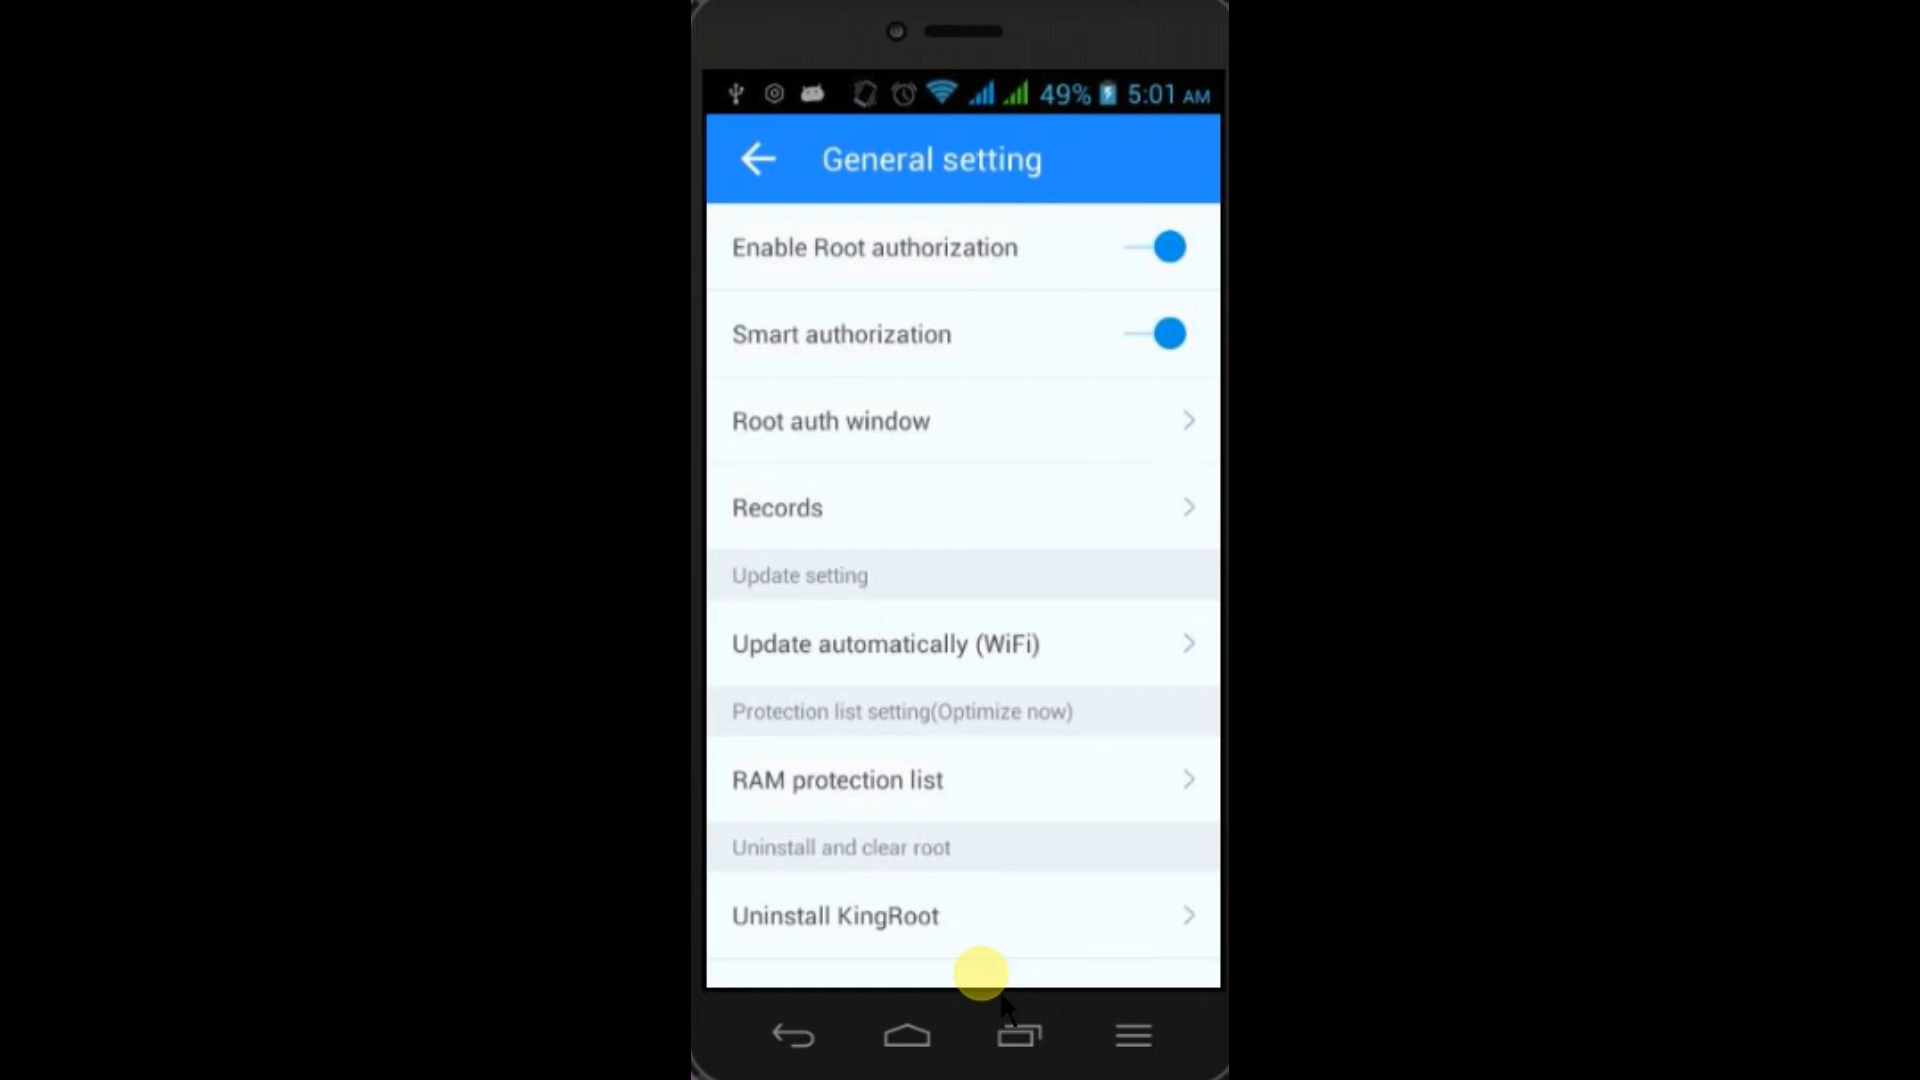 49% 5:01 AM
General setting
Enable Root authorization
Smart authorization
Root auth window
Records
Update setting
Update automatically (WiFi)
Protection list setting(Optimize now)
RAM protection list
Uninstall and clear root
Uninstall KingRoot